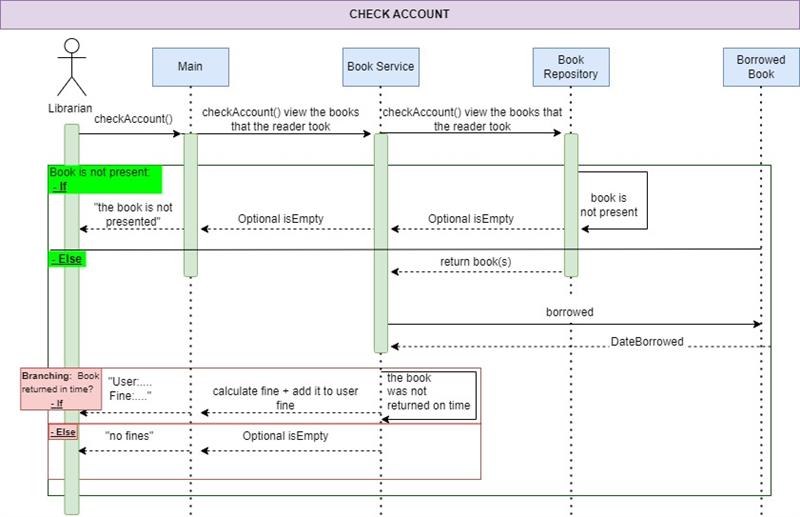 CHECK ACCOUNT
Librarian
Main
Book Service
Book
Repository
Borrowed
Book
checkAccount()
checkAccount() view the books
that the reader took
checkAccount() view the books that
the reader took
Book is not present:
- If
book is
not present
"the book is not
presented"
Optional isEmpty
Optional isEmpty
- Else
return book(s)
borrowed
DateBorrowed
Branching: Book
returned in time?
- If
"User:....
Fine:...."
calculate fine + add it to user
fine
the book
was not
returned on time
- Else
"no fines"
Optional isEmpty